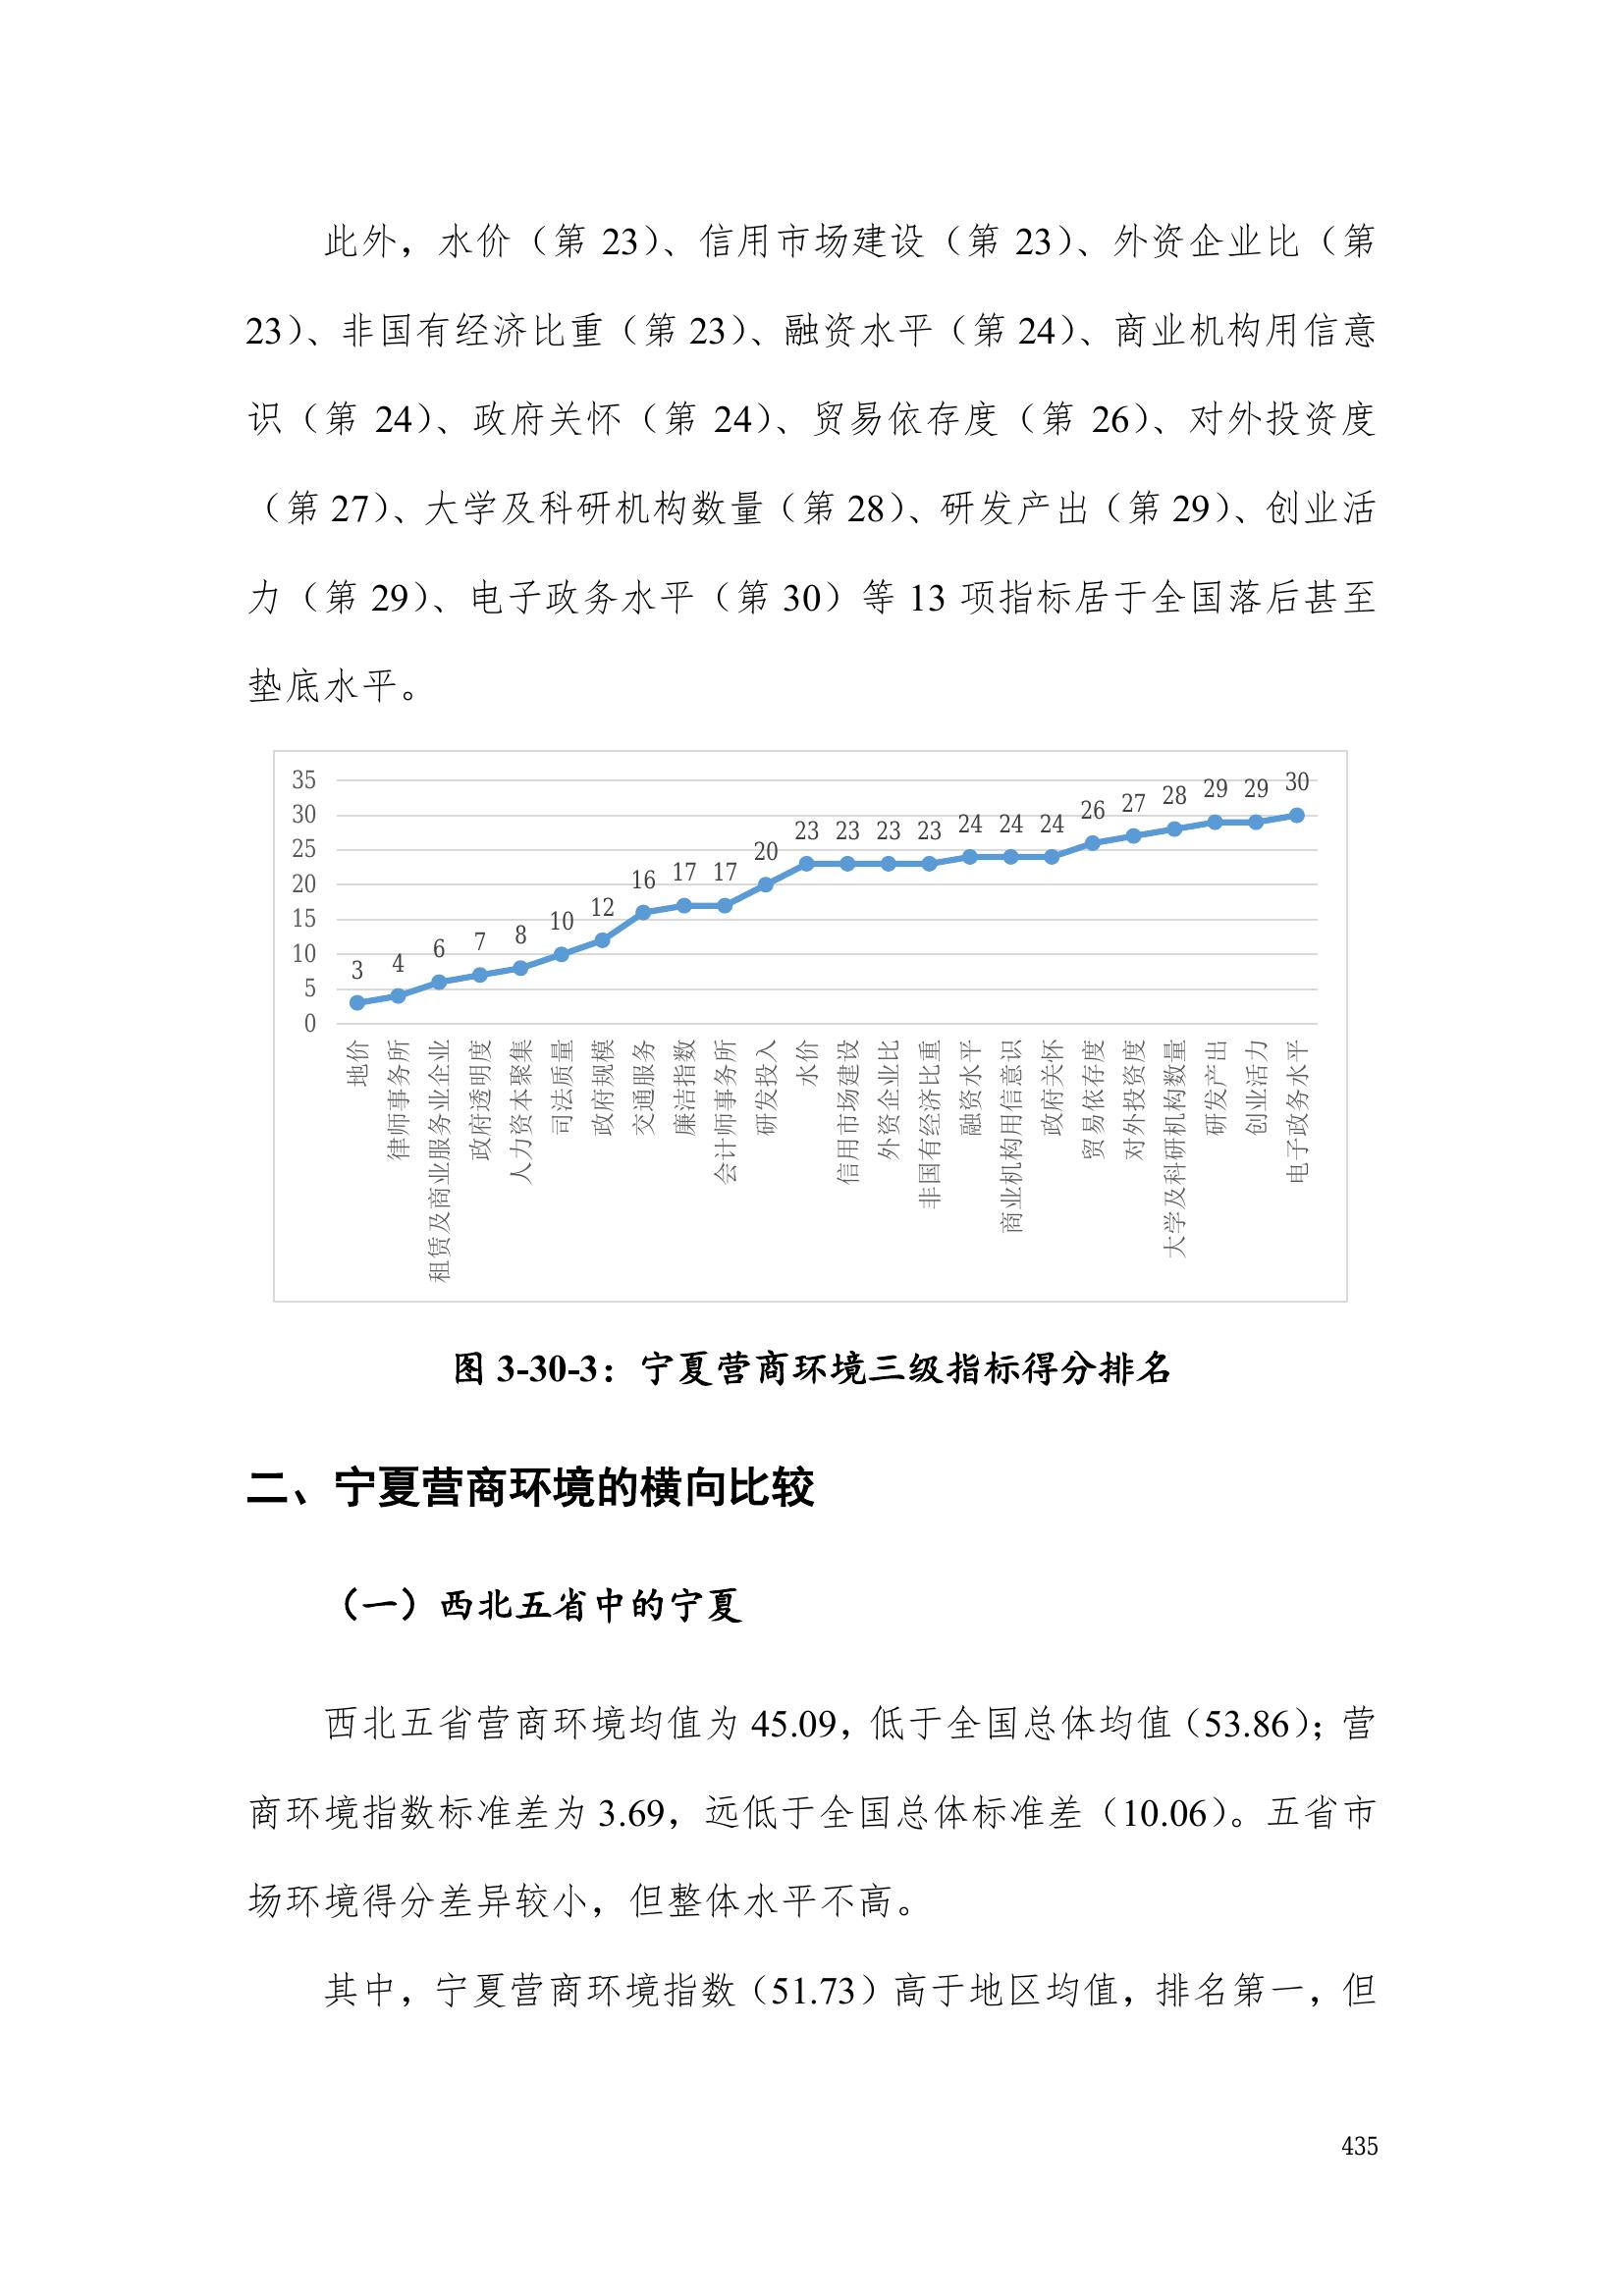 此外，水价（第 23）、信用市场建设（第 23）、外资企业比（第
23）、非国有经济比重（第 23）、融资水平（第 24）、商业机构用信意
识（第 24）、政府关怀（第 24）、贸易依存度（第 26）、对外投资度
（第 27）、大学及科研机构数量（第 28）、研发产出（第 29）、创业活
力（第 29）、电子政务水平（第 30）等 13 项指标居于全国落后甚至
垫底水平。
35
30
25
20
15
10
5
0
3
4
6
7
8
10
12
16
17
17
20
23
23
23
23
24
24
24
26
27
28
29
29
30
地价
律师事务所
租赁及商业服务业企业
政府透明度
人力资本聚集
司法质量
政府规模
交通服务
廉洁指数
会计师事务所
研发投入
水价
信用市场建设
外资企业比
非国有经济比重
融资水平
商业机构用信意识
政府关怀
贸易依存度
对外投资度
大学及科研机构数量
研发产出
创业活力
电子政务水平
图 3-30-3：宁夏营商环境三级指标得分排名
二、宁夏营商环境的横向比较
（一）西北五省中的宁夏
西北五省营商环境均值为 45.09，低于全国总体均值（53.86）；营
商环境指数标准差为 3.69，远低于全国总体标准差（10.06）。五省市
场环境得分差异较小，但整体水平不高。
其中，宁夏营商环境指数（51.73）高于地区均值，排名第一，但
435